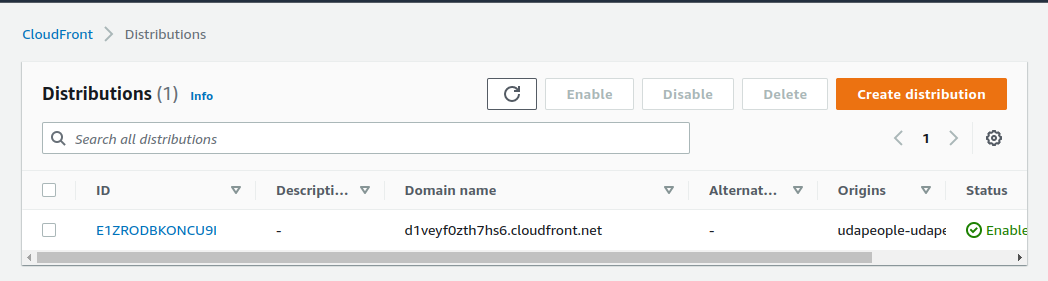 CloudFront > Distributions
Distributions (1) Info
Enable Disable Delete Create distribution
Search all distributions
1
ID Descripti... Domain name Alternat... Origins Status
E1ZRODBKONCU9I - d1veyf0zth7hs6.cloudfront.net - udapeople-udape Enable